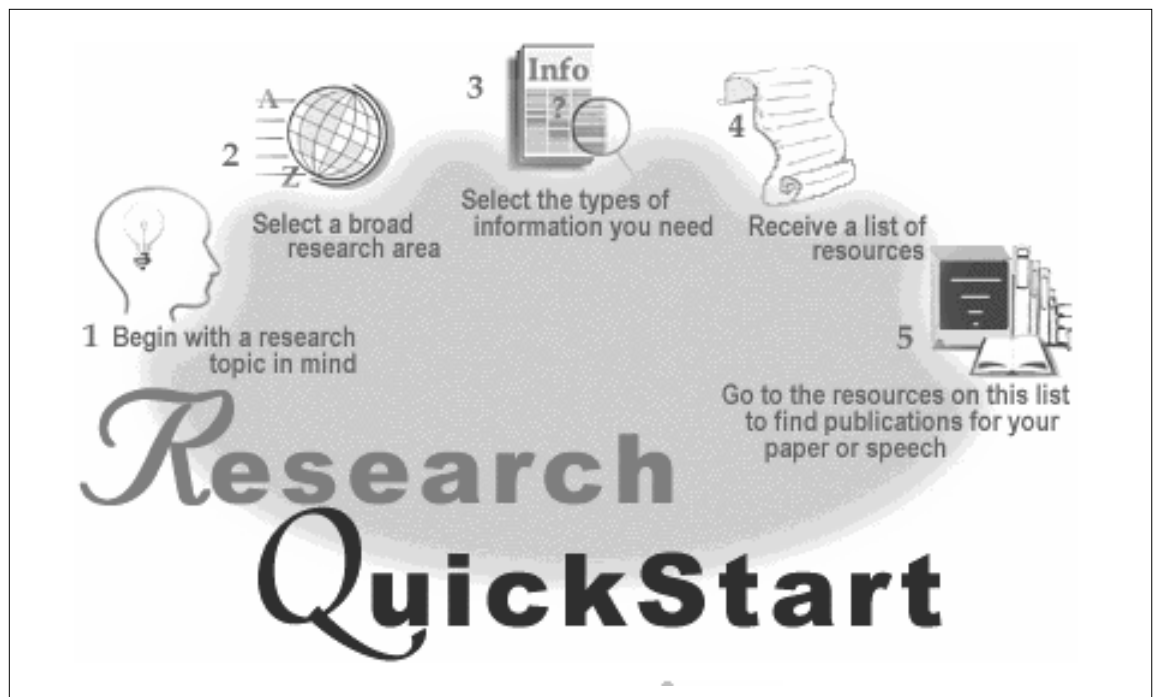 1 Begin with a research
topic in mind
2
A
Z
Select a broad
research area
3
Info
?
Select the types of
information you need
4
Receive a list of
resources
5
Go to the resources on this list
to find publications for your
paper or speech
Research
QuickStart